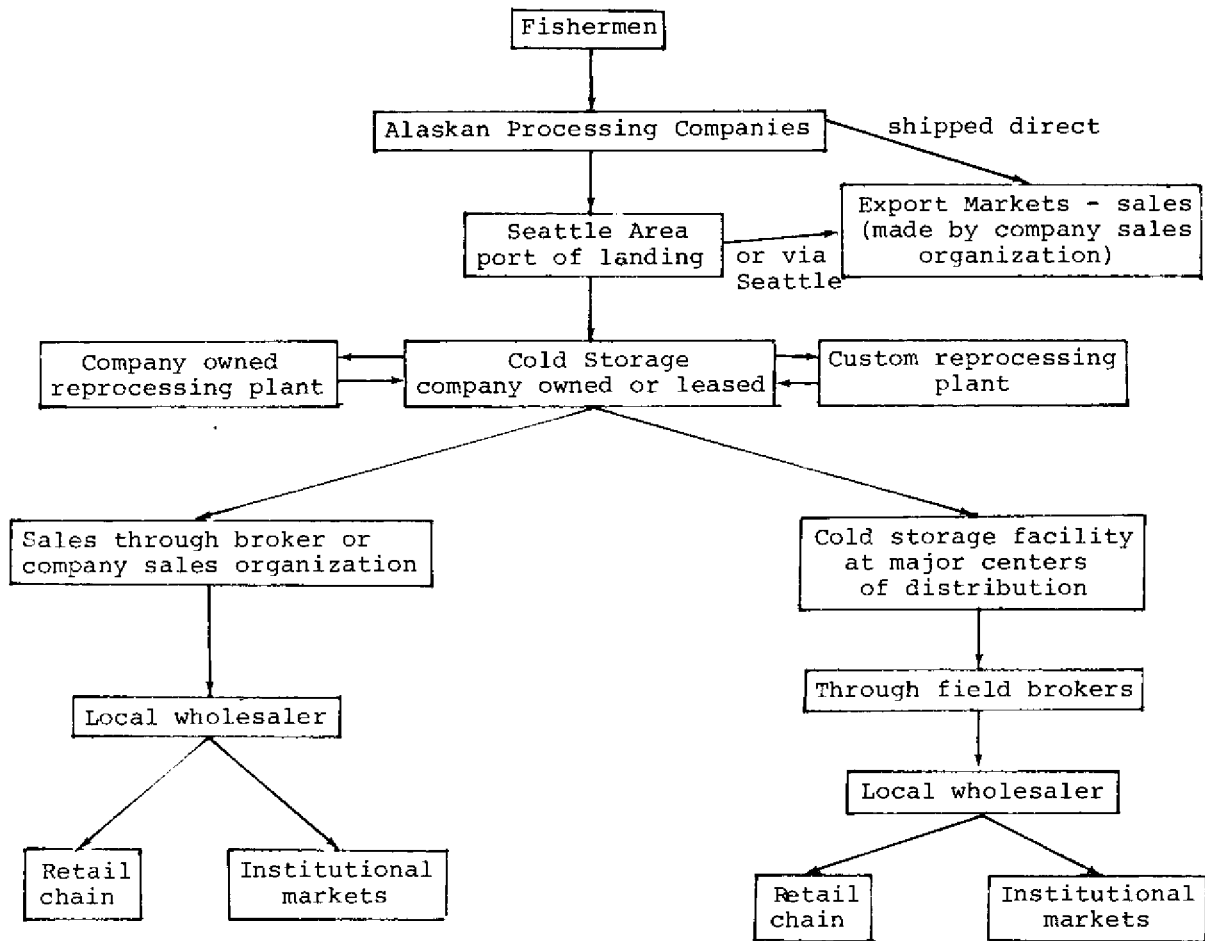 Fishermen
Alaskan Processing Companies
shipped direct
Export Markets - sales
(made by company sales
organization)
Seattle Area
port of landing
or via
Seattle
Company owned
reprocessing plant
Cold Storage
company owned or leased
Custom reprocessing
plant
Sales through broker or
company sales organization
Cold storage facility
at major centers
of distribution
Through field brokers
Local wholesaler
Local wholesaler
Retail
chain
Institutional
markets
Retail
chain
Institutional
markets